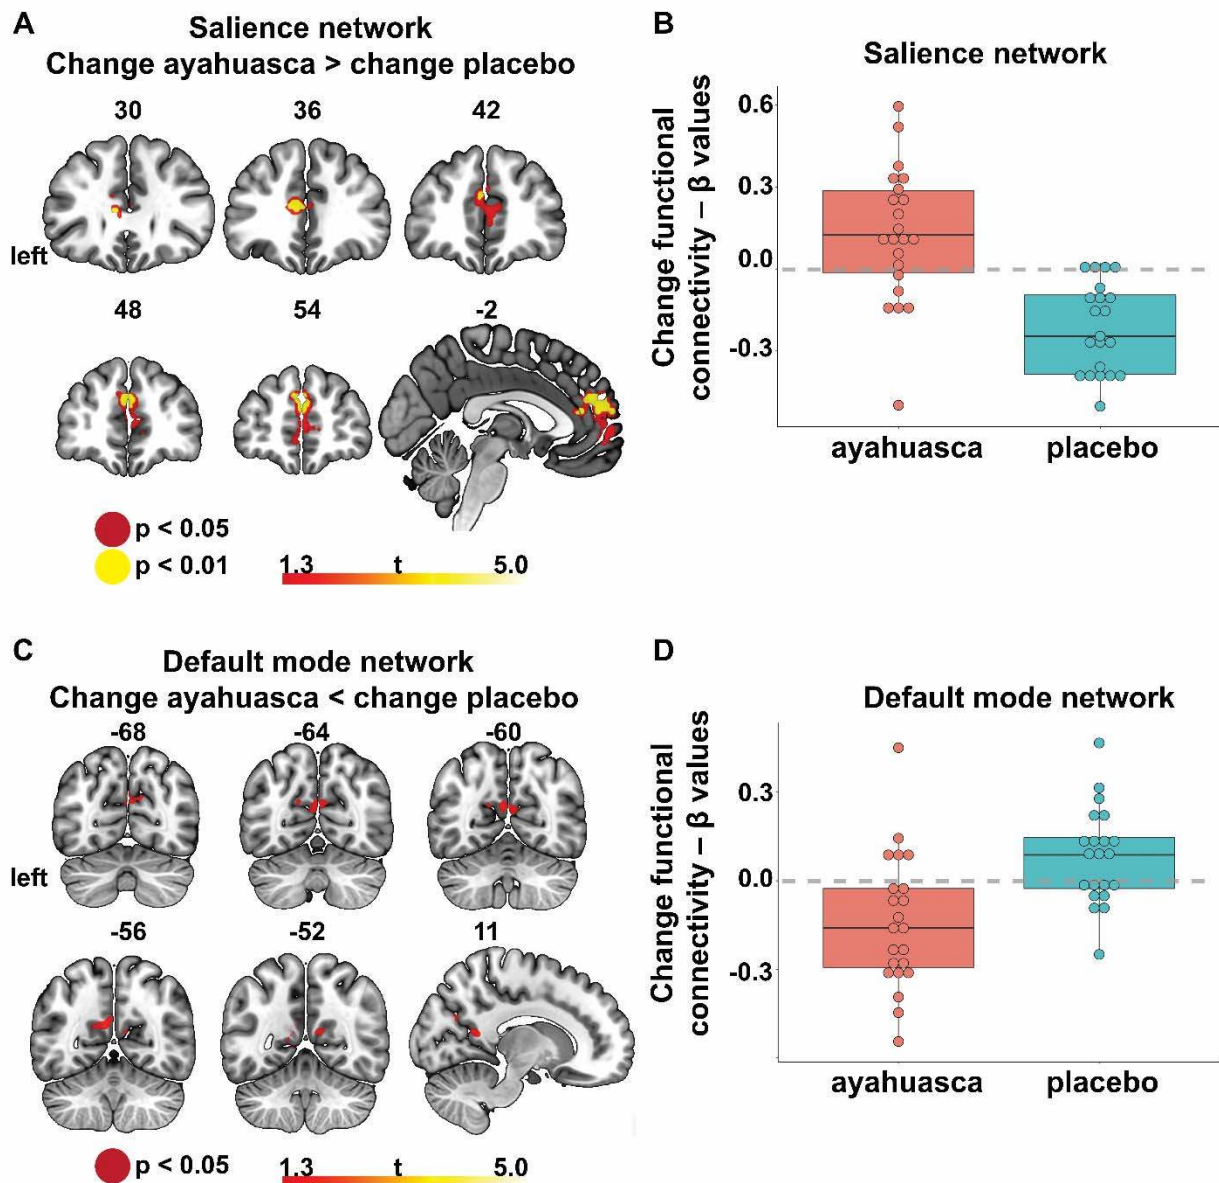 A
Salience network
Change ayahuasca > change placebo
30
36
42
left
48
54
-2
p < 0.05
p < 0.01
1.3
t
5.0
B
Salience network
Change functional
connectivity – β values
0.6
0.3
0.0
-0.3
ayahuasca
placebo
C
Default mode network
Change ayahuasca < change placebo
-68
-64
-60
left
-56
-52
11
p < 0.05
1.3
t
5.0
D
Default mode network
Change functional
connectivity – β values
0.3
0.0
-0.3
ayahuasca
placebo